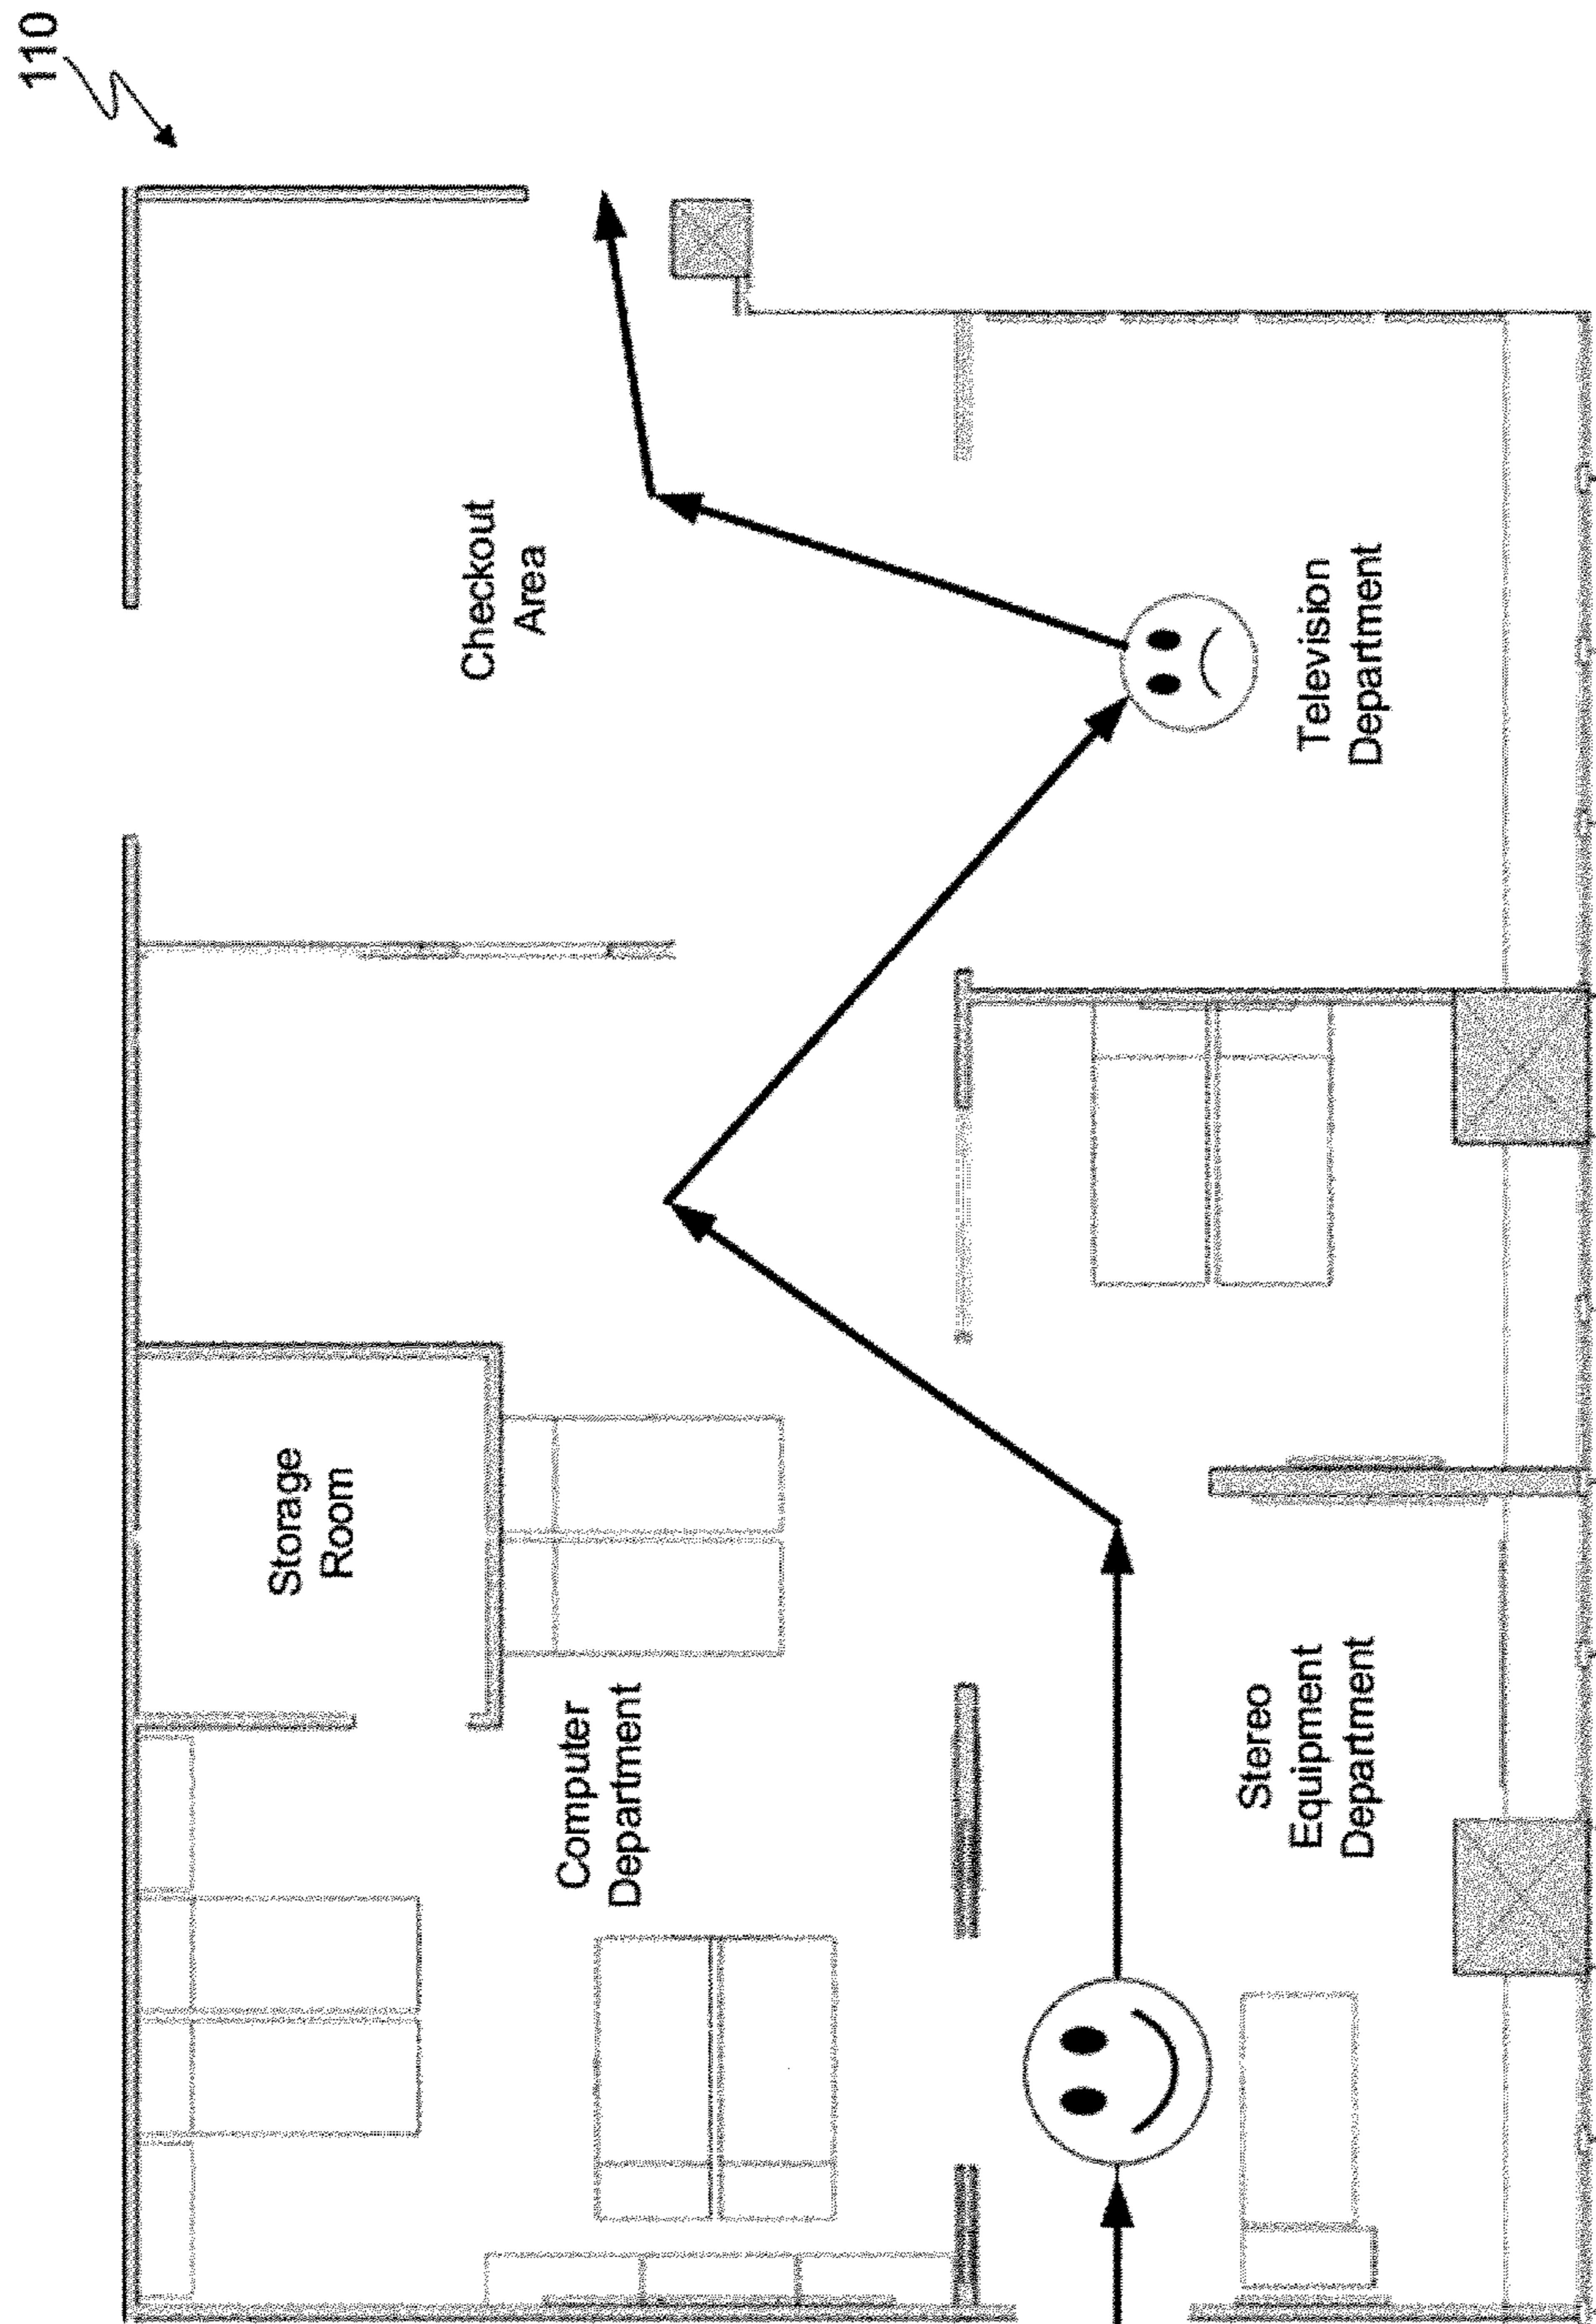 110
Checkout
Area
Television
Department
Storage
Room
Computer
Department
Stereo
Equipment
Department